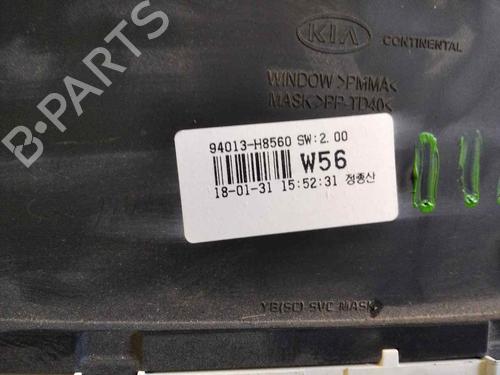 KIA CONTINENTAL
WINDOW >PMMA<
MASK >PP-TD40<
94013-H8560 SW:2.00
W56
18-01-31 15:52:31 정종산
YB(SC) SVC MASK
B-PARTS